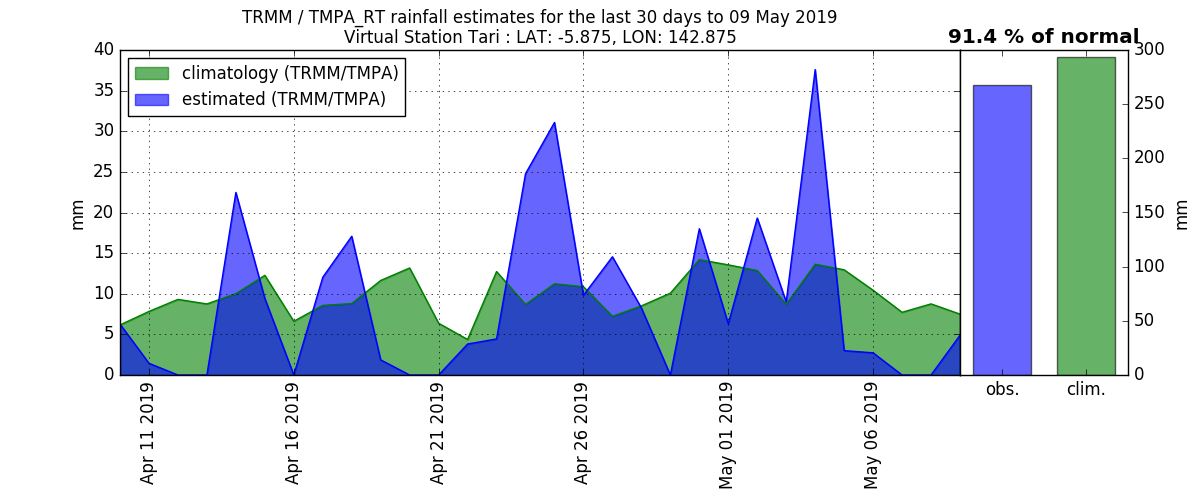 TRMM / TMPA_RT rainfall estimates for the last 30 days to 09 May 2019
Virtual Station Tari : LAT: -5.875, LON: 142.875
91.4 % of normal
climatology (TRMM/TMPA)
estimated (TRMM/TMPA)
40
35
30
25
20
15
10
5
0
mm
300
250
200
150
100
50
0
mm
obs.
clim.
Apr 11 2019
Apr 16 2019
Apr 21 2019
Apr 26 2019
May 01 2019
May 06 2019